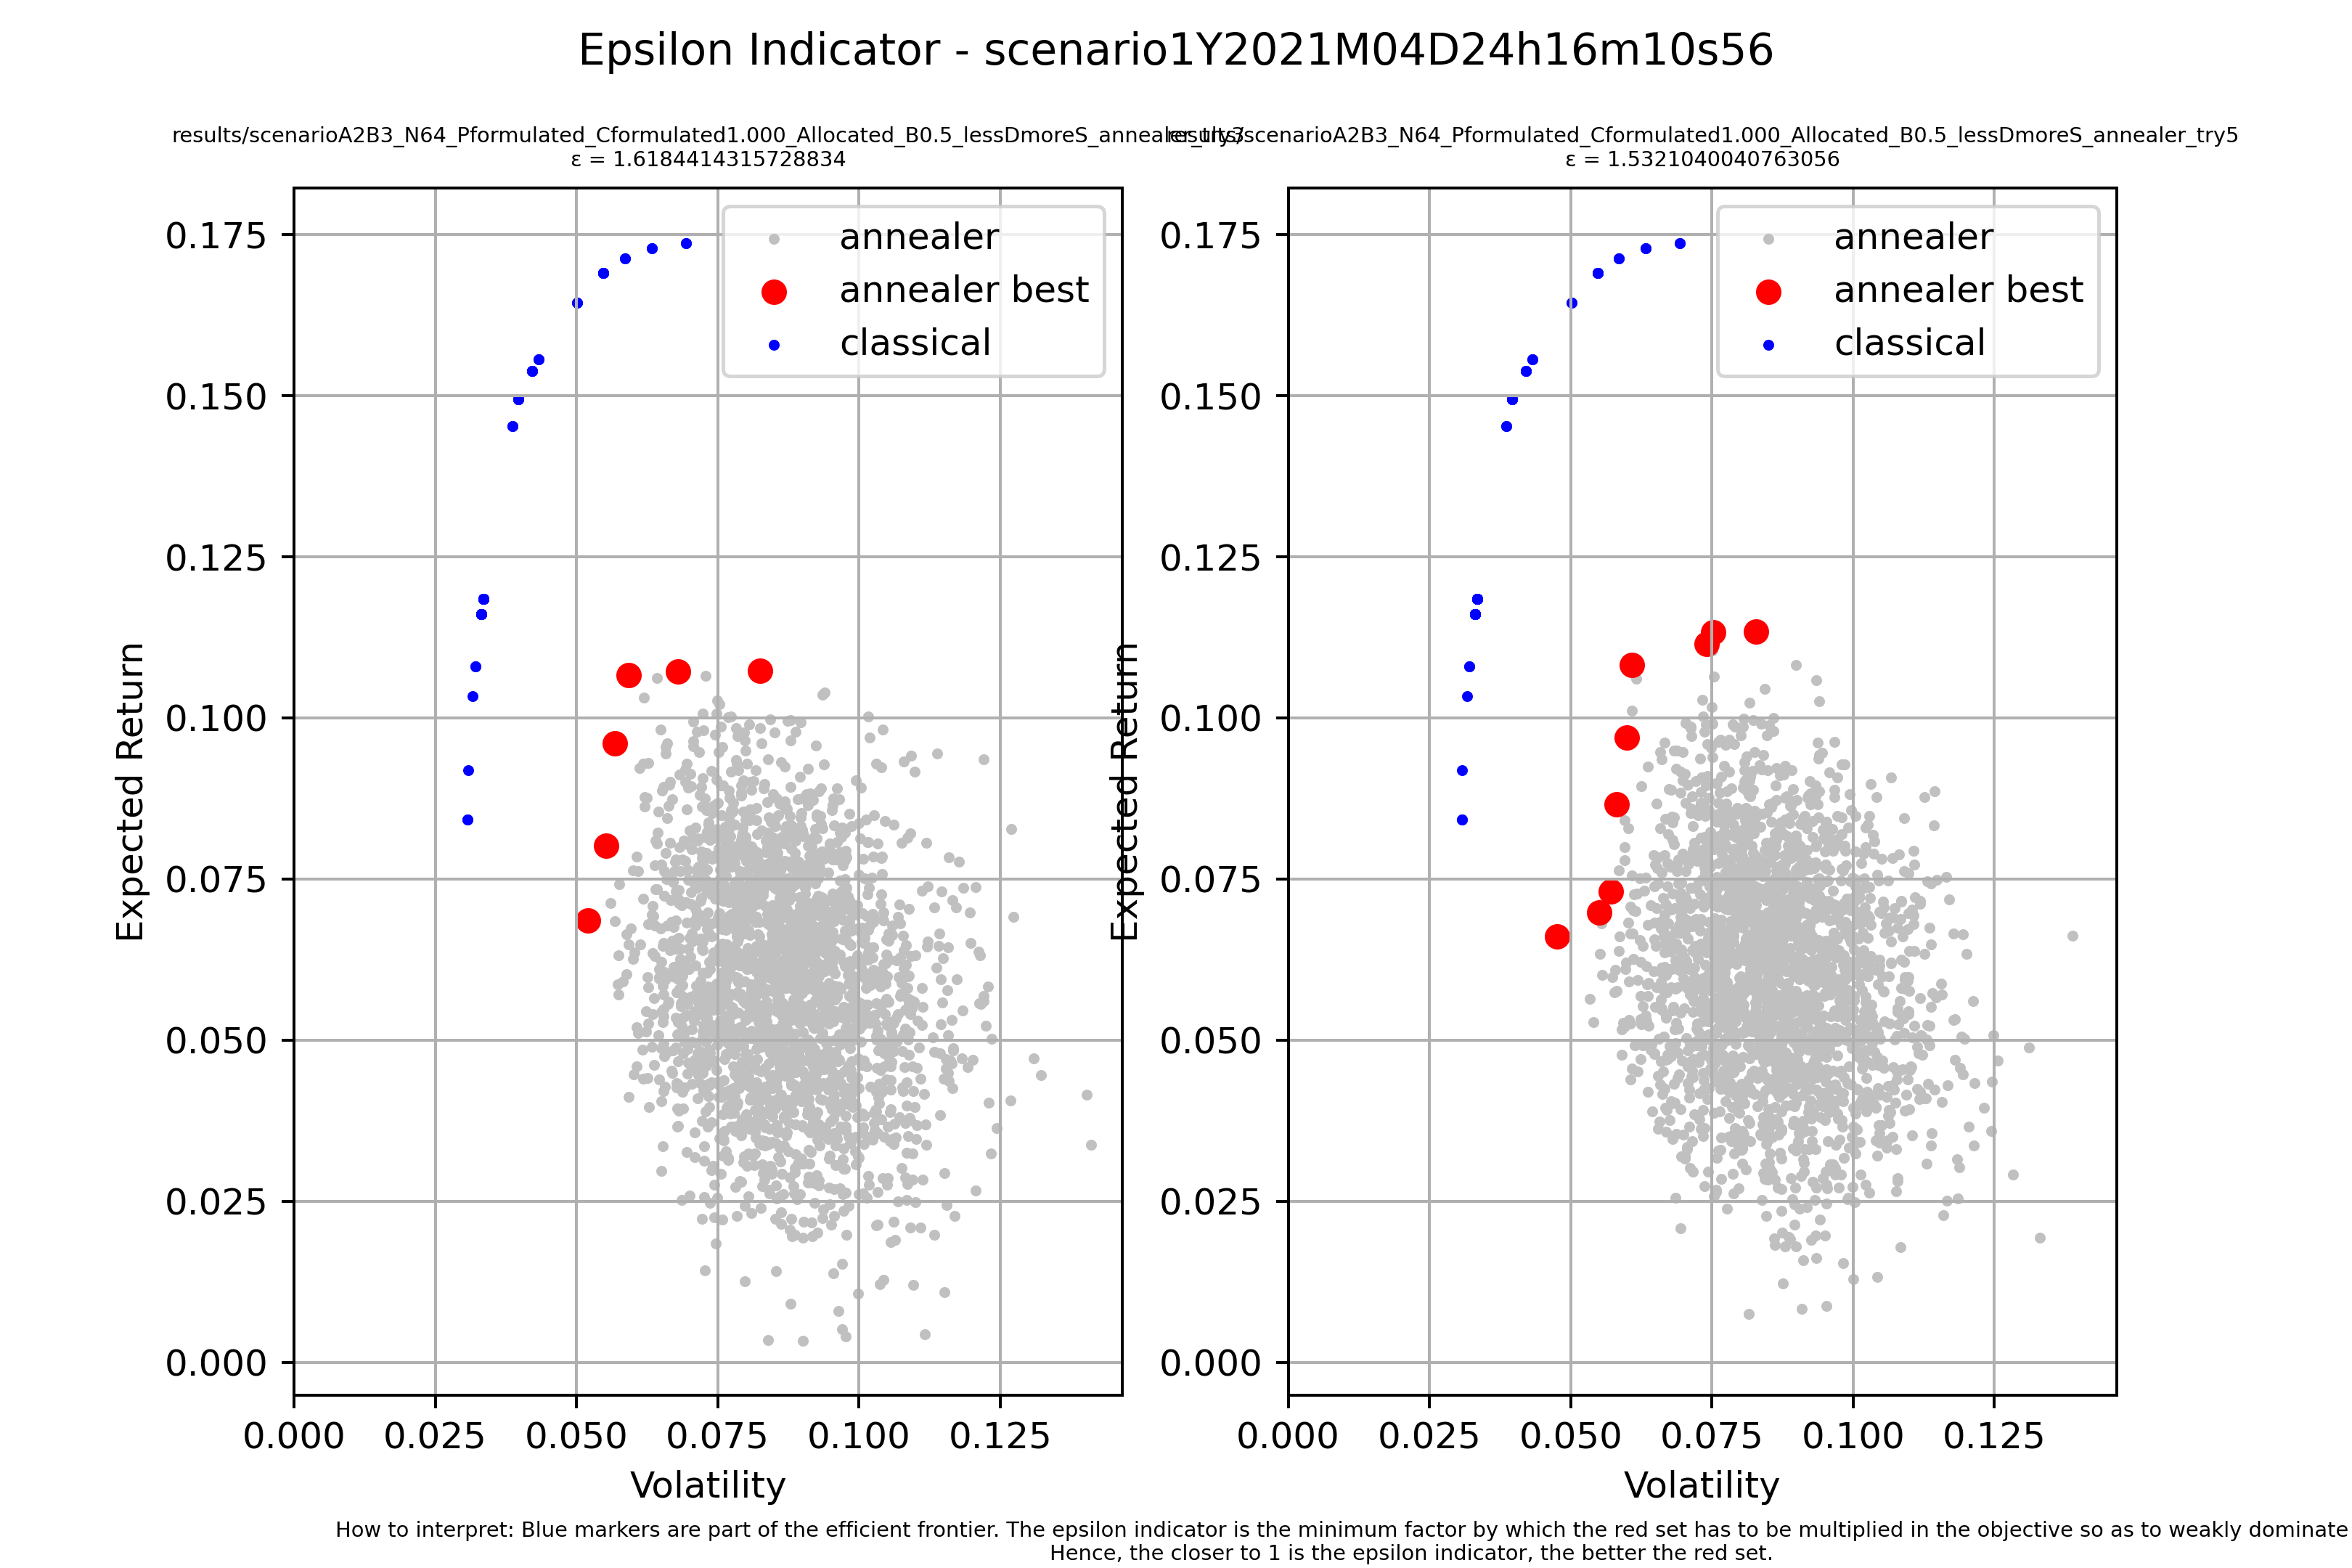 Epsilon Indicator - scenario1Y2021M04D24h16m10s56
results/scenarioA2B3_N64_Pformulated_Cformulated1.000_Allocated_B0.5_lessDmoreS_annealer_try3
ε = 1.6184414315728834
results/scenarioA2B3_N64_Pformulated_Cformulated1.000_Allocated_B0.5_lessDmoreS_annealer_try5
ε = 1.5321040040763056
annealer
annealer best
classical
0.175
0.150
0.125
0.100
0.075
0.050
0.025
0.000
Expected Return
0.000 0.025 0.050 0.075 0.100 0.125
Volatility
annealer
annealer best
classical
0.175
0.150
0.125
0.100
0.075
0.050
0.025
0.000
Expected Return
0.000 0.025 0.050 0.075 0.100 0.125
Volatility
How to interpret: Blue markers are part of the efficient frontier. The epsilon indicator is the minimum factor by which the red set has to be multiplied in the objective so as to weakly dominate
Hence, the closer to 1 is the epsilon indicator, the better the red set.